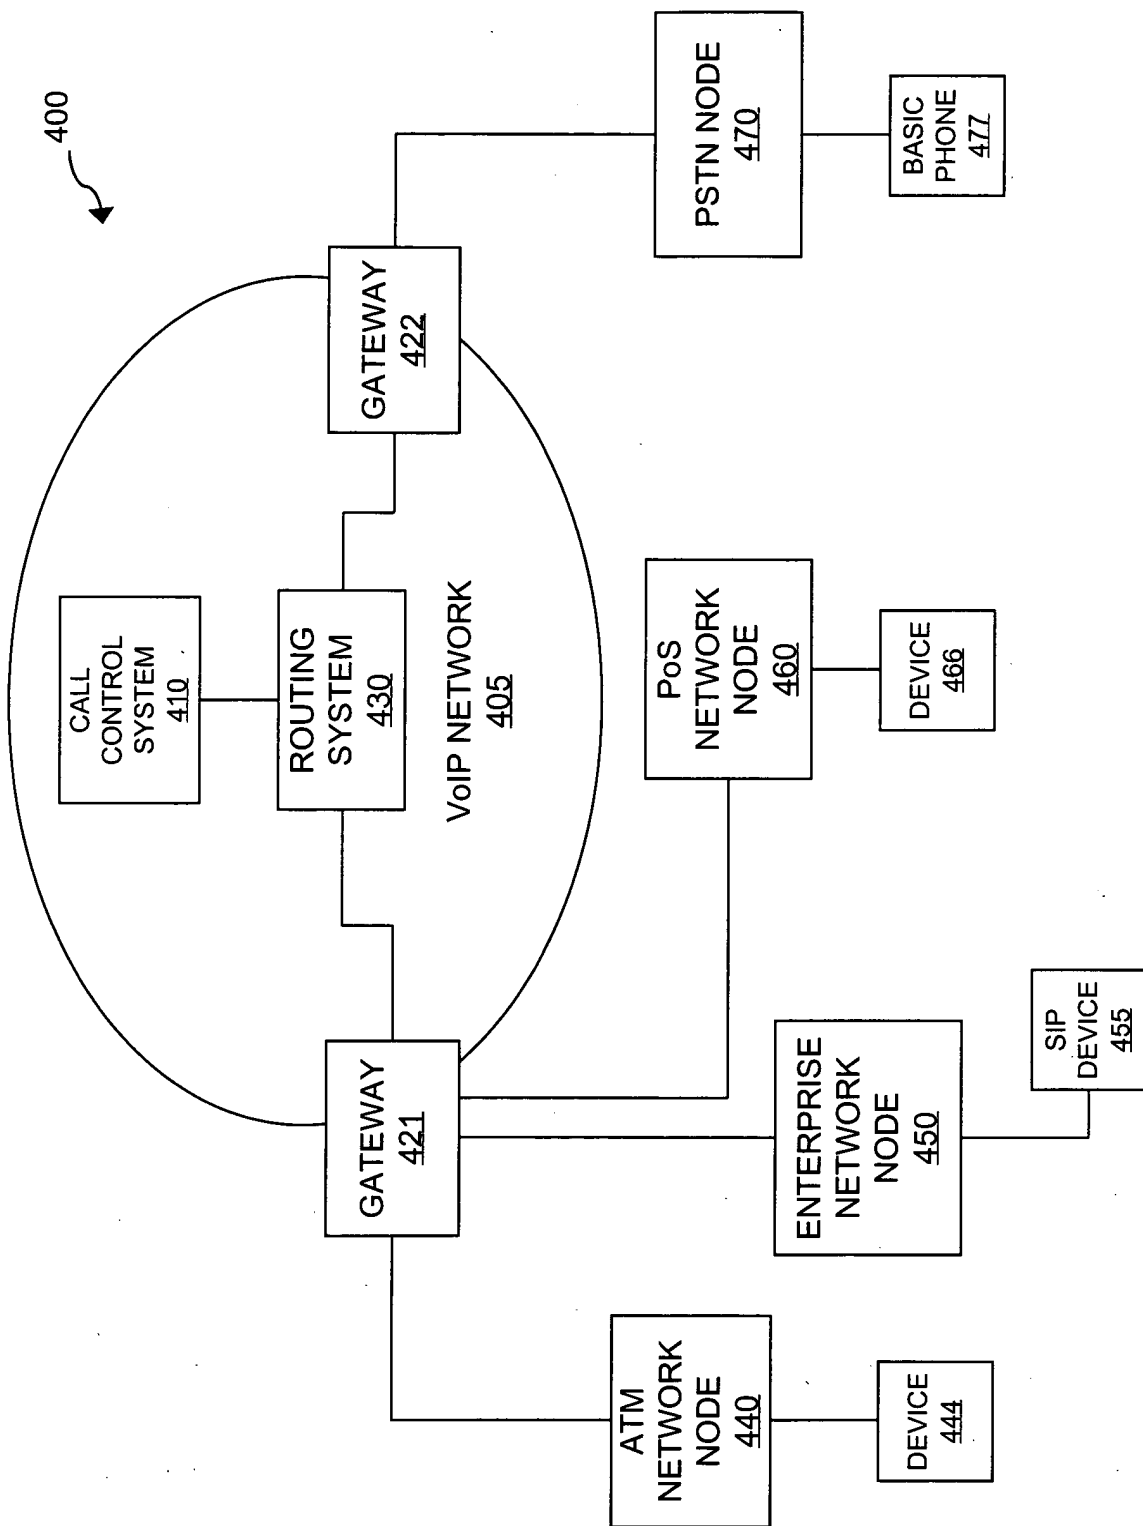 400
CALL
CONTROL
SYSTEM
410
GATEWAY
421
ROUTING
SYSTEM
430
GATEWAY
422
VoIP NETWORK
405
ATM
NETWORK
NODE
440
ENTERPRISE
NETWORK
NODE
450
PoS
NETWORK
NODE
460
PSTN NODE
470
DEVICE
444
SIP
DEVICE
455
DEVICE
466
BASIC
PHONE
477